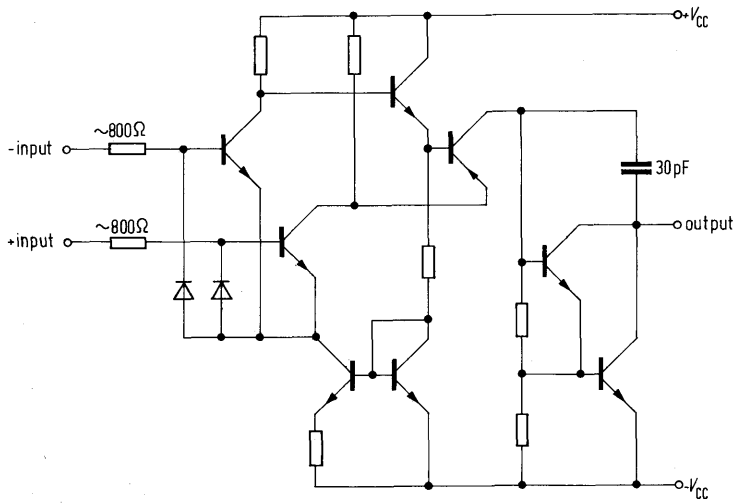 +V_CC
~800Ω
-input
30pF
~800Ω
output
+input
-V_CC